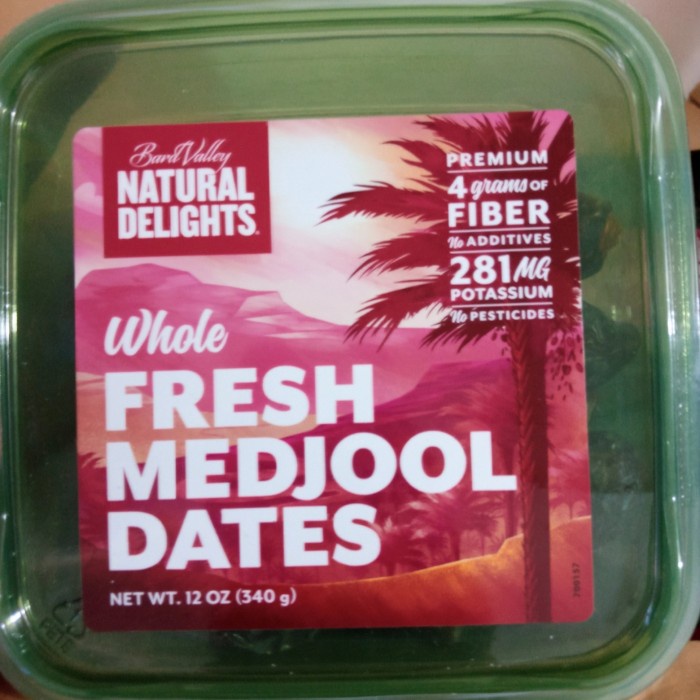 Bard Valley
NATURAL
DELIGHTS.
PREMIUM
4 grams OF
FIBER
No ADDITIVES
281MG
POTASSIUM
No PESTICIDES
Whole
FRESH
MEDJOOL
DATES
NET WT. 12 OZ (340 g)